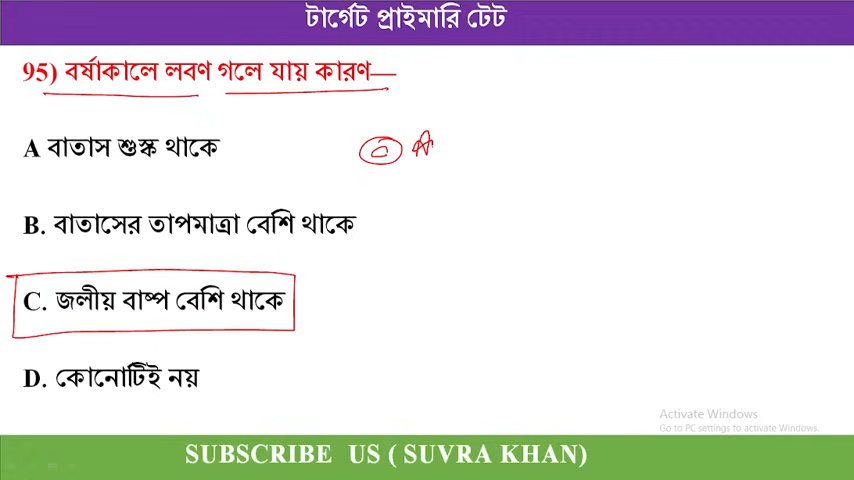 টার্গেট প্রাইমারি টেট
95) বর্ষাকালে লবণ গলে যায় কারণ—
A বাতাস শুস্ক থাকে
B. বাতাসের তাপমাত্রা বেশি থাকে
C. জলীয় বাষ্প বেশি থাকে
D. কোনোটিই নয়
Activate Windows
Go to PC settings to activate Windows.
SUBSCRIBE US ( SUVRA KHAN)